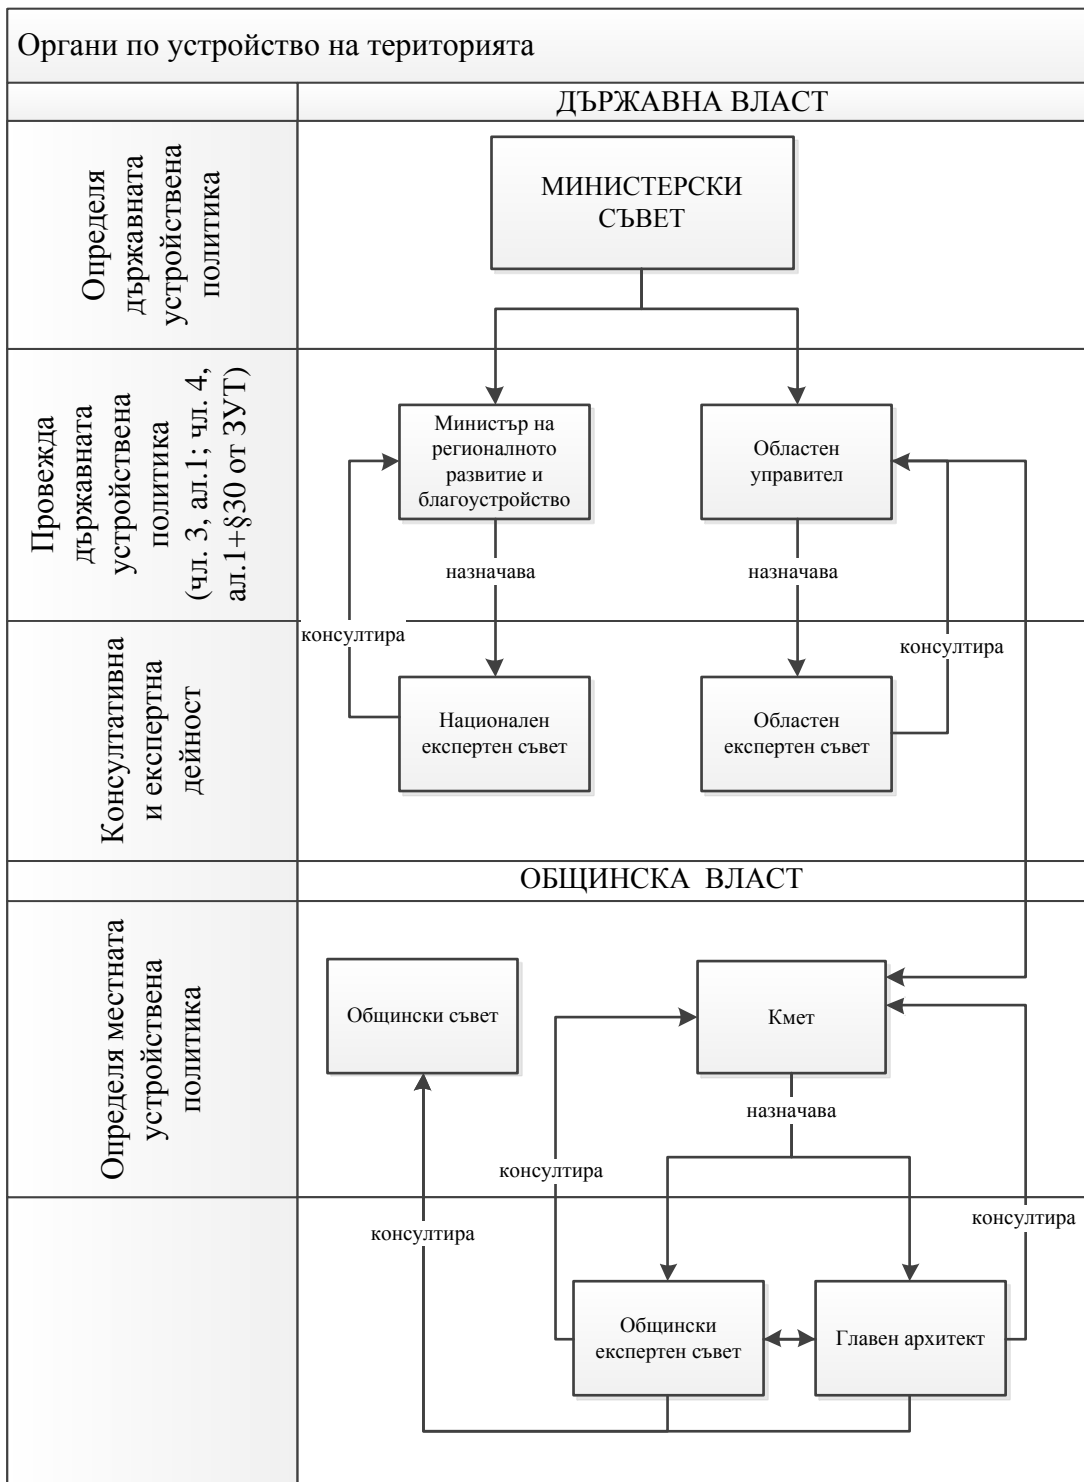 Органи по устройство на територията
ДЪРЖАВНА ВЛАСТ
Определя
държавната
устройствена
политика
МИНИСТЕРСКИ
СЪВЕТ
Провежда
държавната
устройствена
политика
(чл. 3, ал.1; чл. 4,
ал.1+§30 от ЗУТ)
Министър на
регионалното
развитие и
благоустройство
Областен
управител
назначава
назначава
консултира
консултира
Консултативна
и експертна
дейност
Национален
експертен съвет
Областен
експертен съвет
ОБЩИНСКА ВЛАСТ
Определя местната
устройствена
политика
Общински съвет
Кмет
назначава
консултира
консултира
консултира
Общински
експертен съвет
Главен архитект